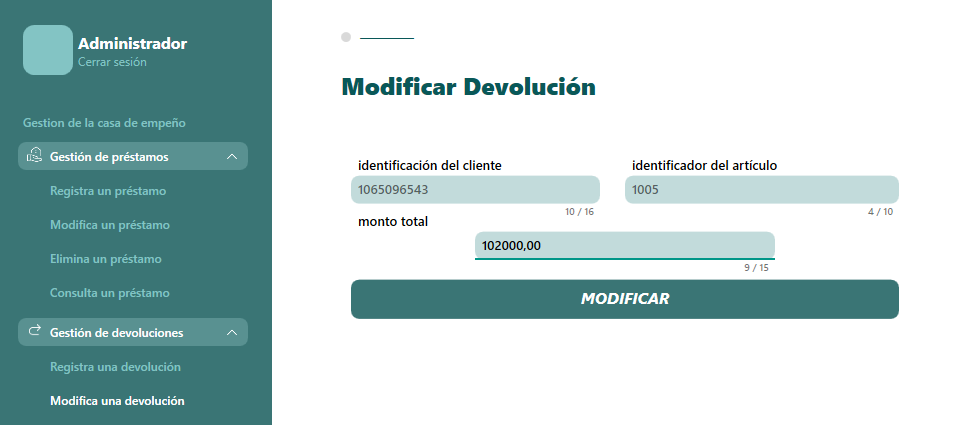 Administrador
Cerrar sesión
Gestion de la casa de empeño
Gestión de préstamos
Registra un préstamo
Modifica un préstamo
Elimina un préstamo
Consulta un préstamo
Gestión de devoluciones
Registra una devolución
Modifica una devolución
Modificar Devolución
identificación del cliente
1065096543
10 / 16
identificador del artículo
1005
4 / 10
monto total
102000,00
9 / 15
MODIFICAR